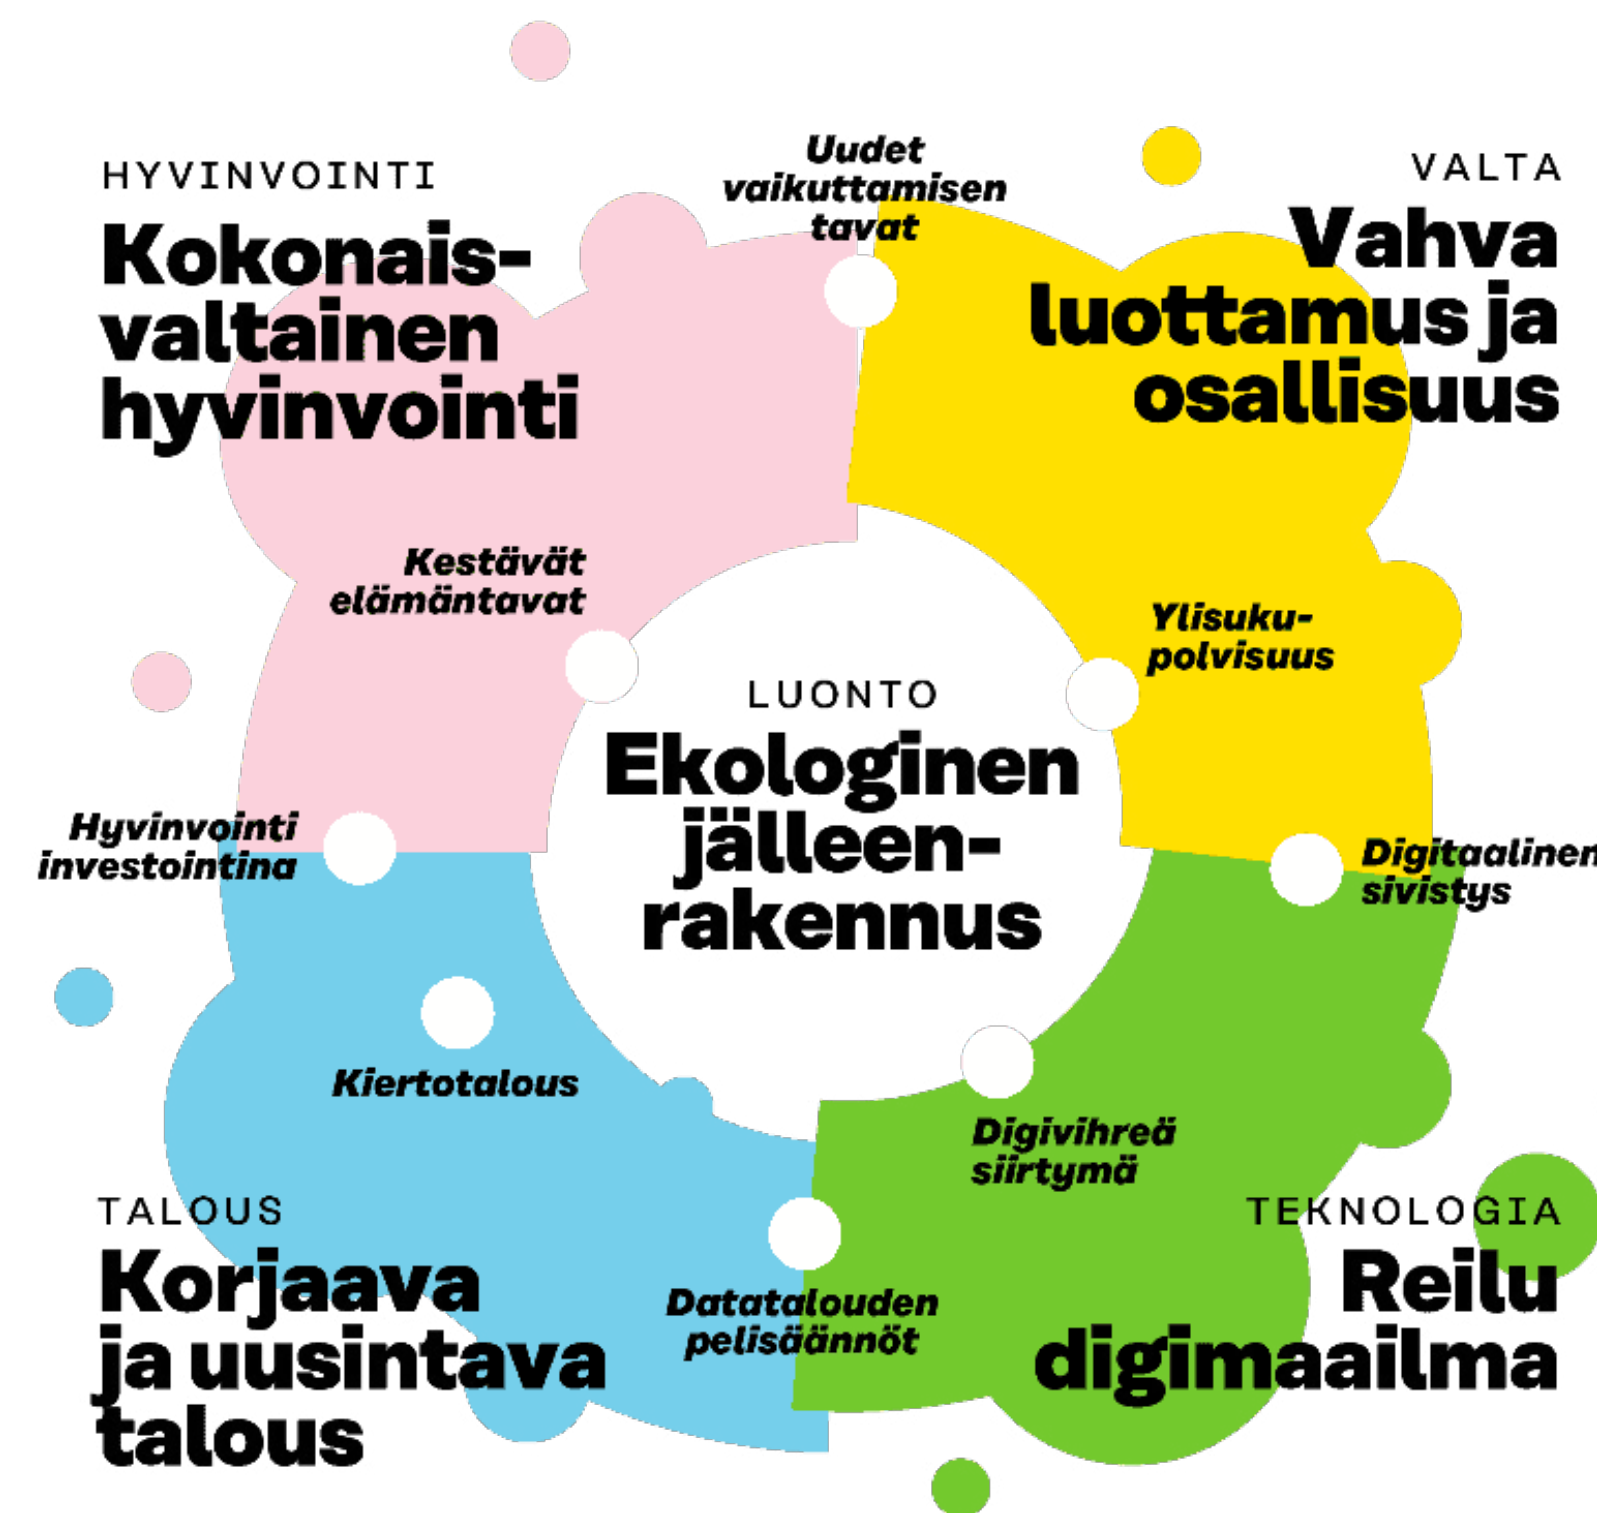 HYVINVOINTI
Kokonais-
valtainen
hyvinvointi
Uudet
vaikuttamisen
tavat
VALTA
Vahva
luottamus ja
osallisuus
Kestävät
elämäntavat
Ylisuku-
polvisuus
LUONTO
Ekologinen
jälleen-
rakennus
Hyvinvointi
investointina
Digitaalinen
sivistys
Kiertotalous
Digivihreä
siirtymä
TALOUS
Korjaava
ja uusintava
talous
Datatalouden
pelisäännöt
TEKNOLOGIA
Reilu
digimaailma